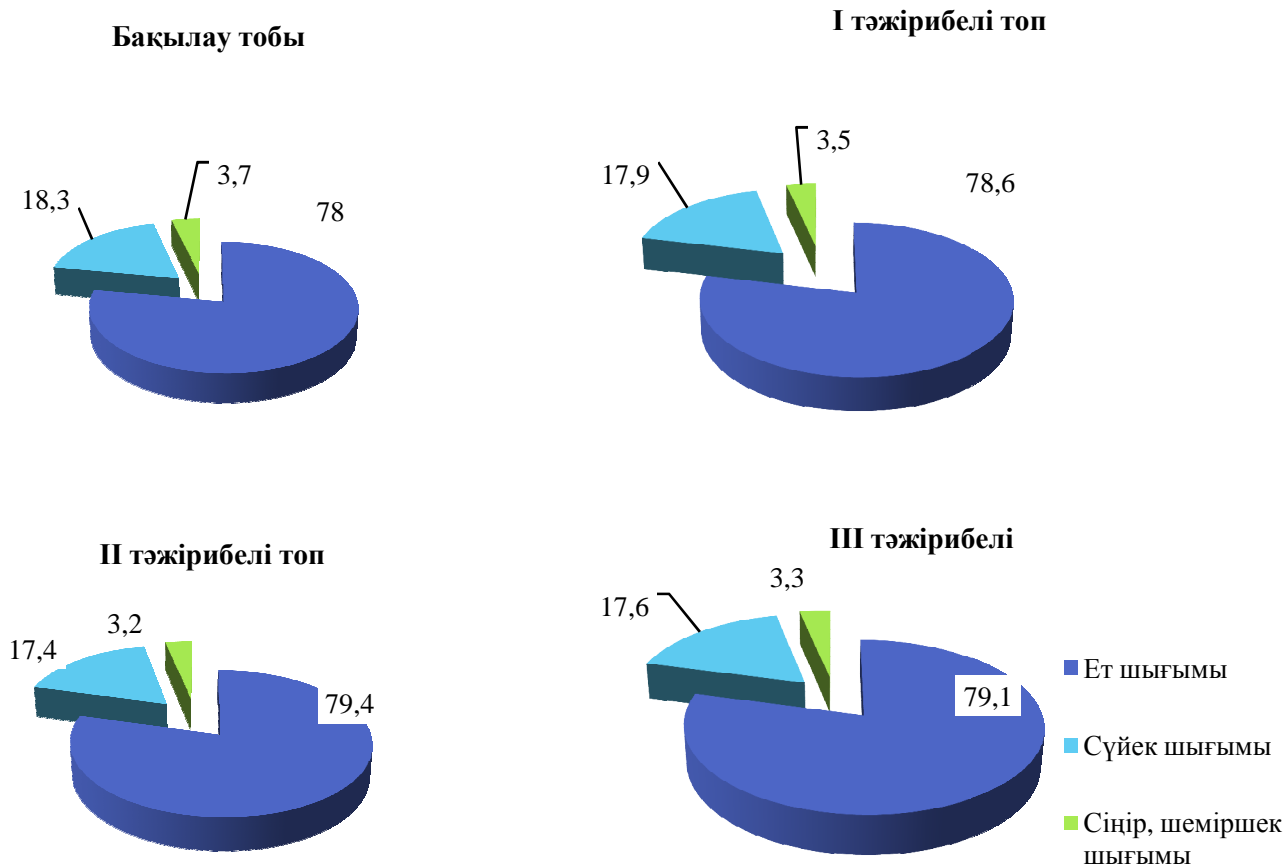 Бақылау тобы
18,3
3,7
78
I тәжірибелі топ
17,9
3,5
78,6
II тәжірибелі топ
17,4
3,2
79,4
III тәжірибелі
17,6
3,3
79,1
Ет шығымы
Сүйек шығымы
Сіңір, шеміршек
шығымы